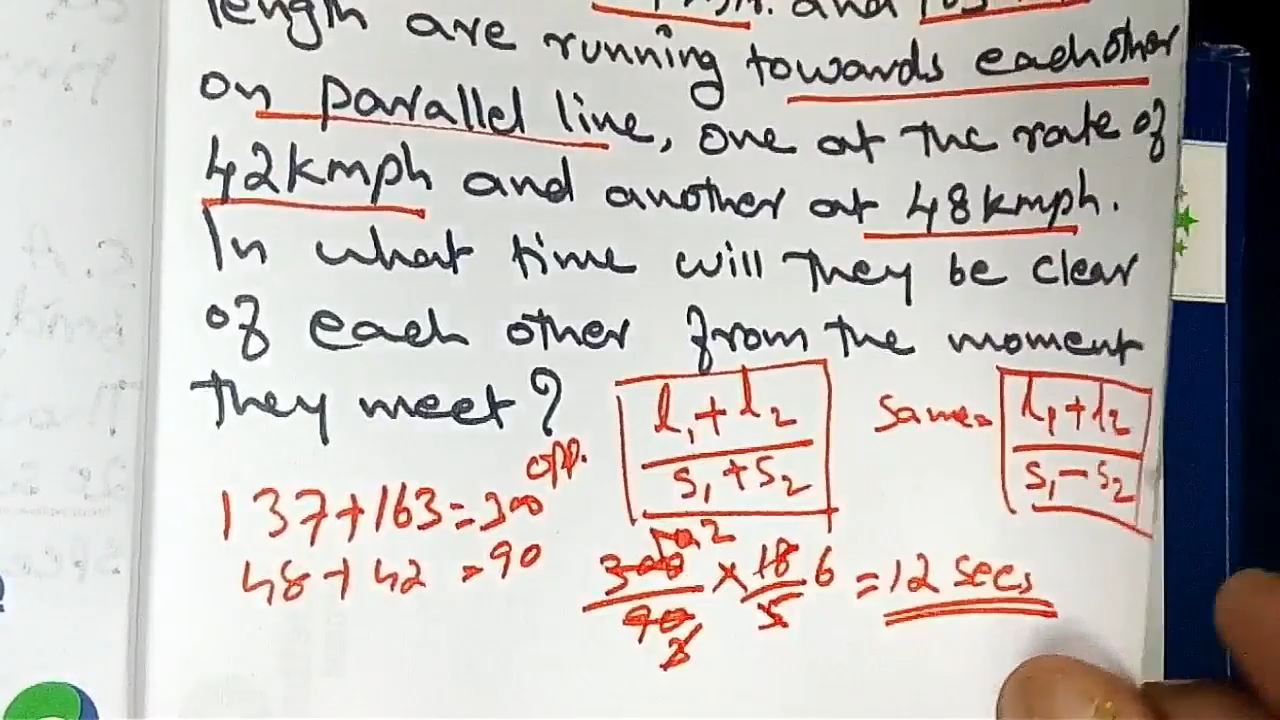 length are running towards eachother
on parallel line, one at the rate of
42kmph and another at 48kmph.
In what time will they be clear
of each other from the moment
they meet?
opp.
l₁+l₂
s₁+s₂
Same=
l₁+l₂
s₁-s₂
137+163=300
48+42 = 90
300/90 × 18/5 6 = 12 secs